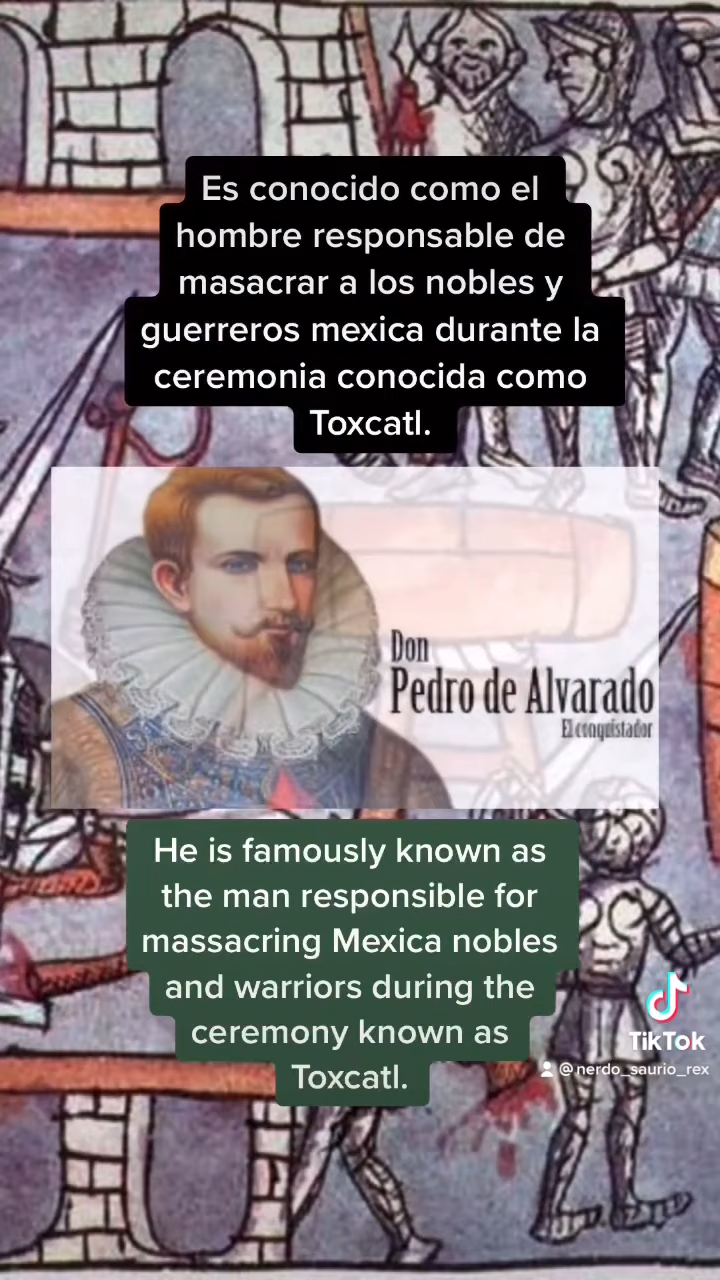 Es conocido como el
hombre responsable de
masacrar a los nobles y
guerreros mexica durante la
ceremonia conocida como
Toxcatl.
Don
Pedro de Alvarado
El conquistador
He is famously known as
the man responsible for
massacring Mexica nobles
and warriors during the
ceremony known as
Toxcatl.
TikTok
@nerdo_saurio_rex